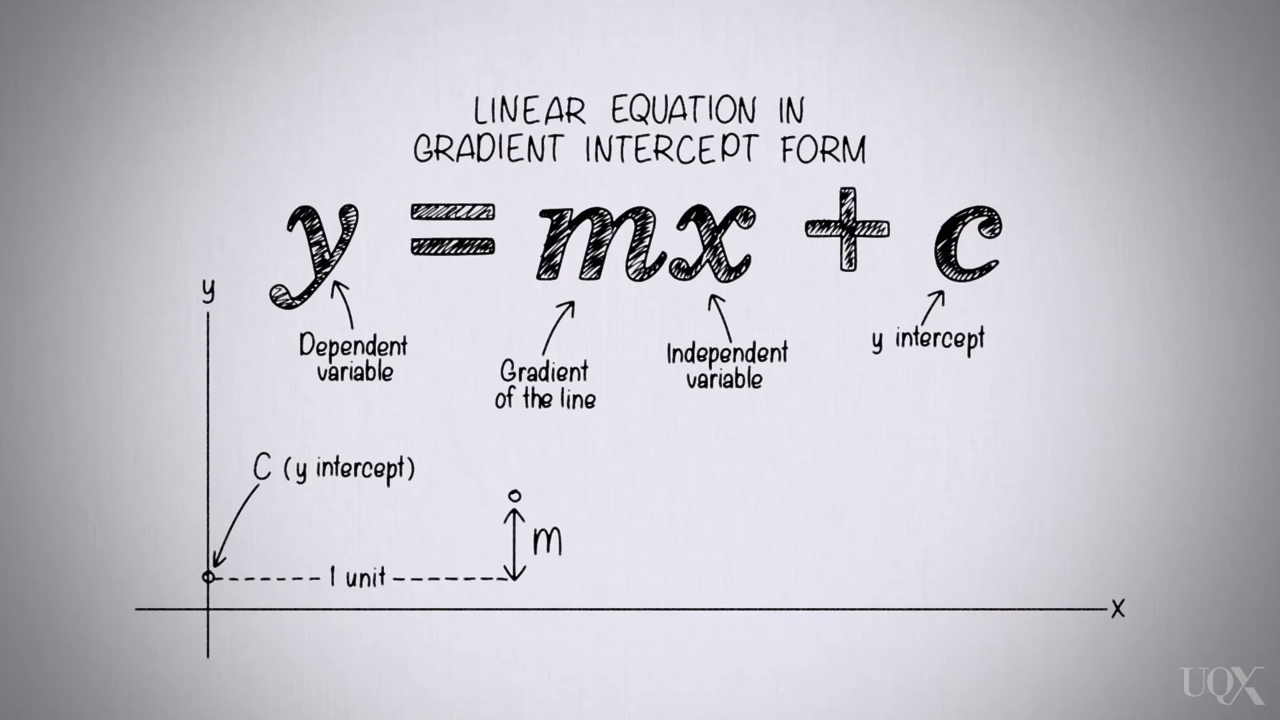 LINEAR EQUATION IN
GRADIENT INTERCEPT FORM
y = mx + c
y
Dependent
variable
Gradient
of the line
Independent
variable
y intercept
C (y intercept)
m
1 unit
x
UQX